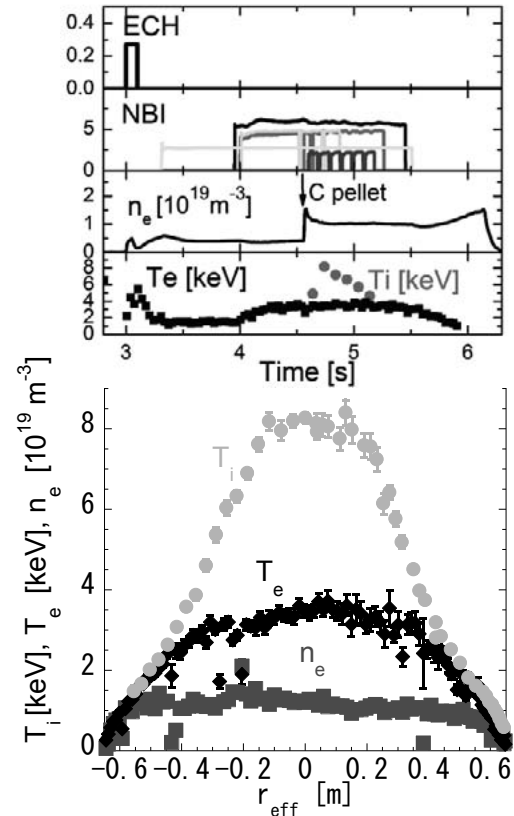 0.4
0.2
0.0
ECH
5
0
NBI
2
1
0
n_e [10^19 m^-3]
C pellet
8
6
4
2
0
Te [keV]
Ti [keV]
3
4
5
6
Time [s]
T_i [keV], T_e [keV], n_e [10^19 m^-3]
8
6
4
2
0
T_i
T_e
n_e
-0.6
-0.4
-0.2
0
0.2
0.4
0.6
r_eff [m]